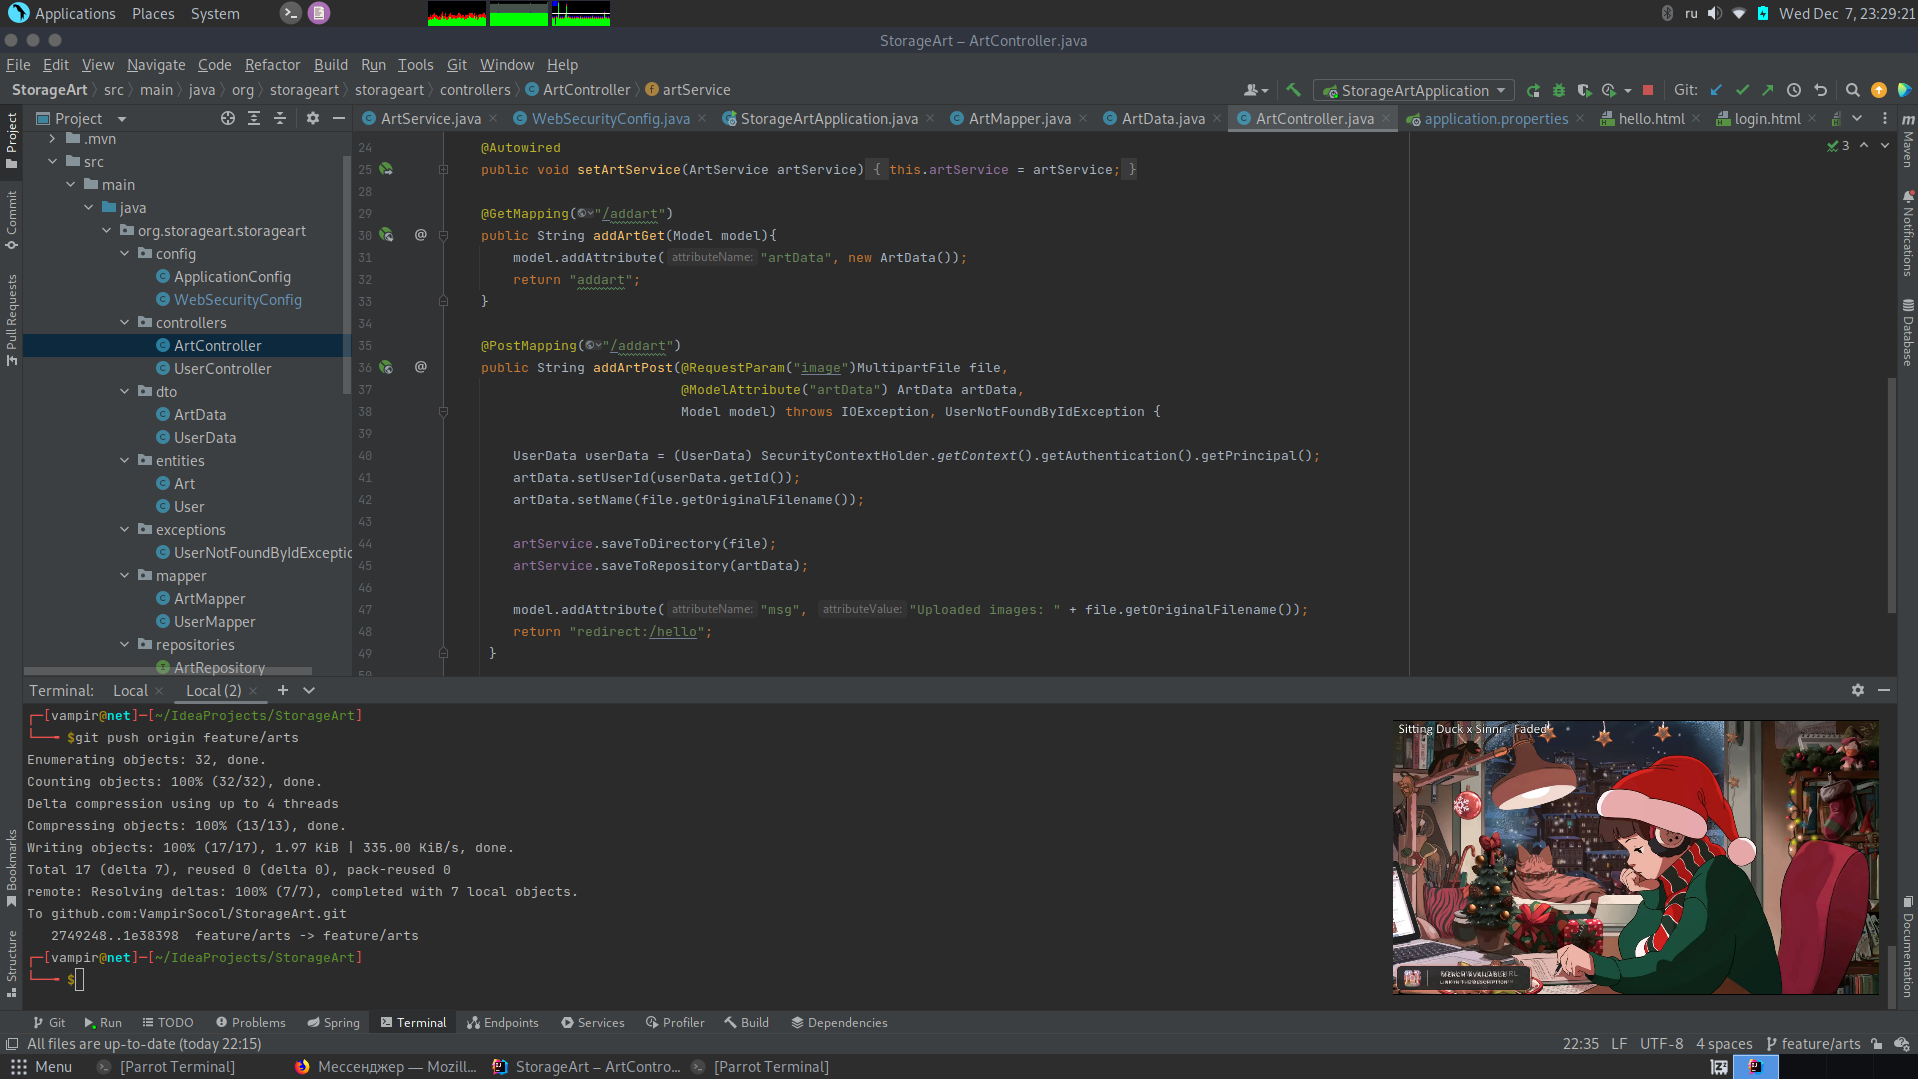 Applications Places System ru Wed Dec 7, 23:29:21
StorageArt – ArtController.java
File Edit View Navigate Code Refactor Build Run Tools Git Window Help
StorageArt src main java org storageart storageart controllers ArtController artService StorageArtApplication Git:
Project ArtService.java WebSecurityConfig.java StorageArtApplication.java ArtMapper.java ArtData.java ArtController.java application.properties hello.html login.html
Project
Commit
Pull Requests
.mvn
src
main
java
org.storageart.storageart
config
ApplicationConfig
WebSecurityConfig
controllers
ArtController
UserController
dto
ArtData
UserData
entities
Art
User
exceptions
UserNotFoundByIdExceptio
mapper
ArtMapper
UserMapper
repositories
ArtRepository
3
24 @Autowired
25 public void setArtService(ArtService artService) { this.artService = artService; }
28
29 @GetMapping("/addart")
30 @ public String addArtGet(Model model){
31 model.addAttribute( attributeName: "artData", new ArtData());
32 return "addart";
33 }
34
35 @PostMapping("/addart")
36 @ public String addArtPost(@RequestParam("image")MultipartFile file,
37 @ModelAttribute("artData") ArtData artData,
38 Model model) throws IOException, UserNotFoundByIdException {
39
40 UserData userData = (UserData) SecurityContextHolder.getContext().getAuthentication().getPrincipal();
41 artData.setUserId(userData.getId());
42 artData.setName(file.getOriginalFilename());
43
44 artService.saveToDirectory(file);
45 artService.saveToRepository(artData);
46
47 model.addAttribute( attributeName: "msg", attributeValue: "Uploaded images: " + file.getOriginalFilename());
48 return "redirect:/hello";
49 }
50
m
Maven
Notifications
Database
Terminal: Local Local (2)
[vampir@net]—[~/IdeaProjects/StorageArt]
$git push origin feature/arts
Enumerating objects: 32, done.
Counting objects: 100% (32/32), done.
Delta compression using up to 4 threads
Compressing objects: 100% (13/13), done.
Writing objects: 100% (17/17), 1.97 KiB | 335.00 KiB/s, done.
Total 17 (delta 7), reused 0 (delta 0), pack-reused 0
remote: Resolving deltas: 100% (7/7), completed with 7 local objects.
To github.com:VampirSocol/StorageArt.git
2749248..1e38398 feature/arts -> feature/arts
[vampir@net]—[~/IdeaProjects/StorageArt]
$
Sitting Duck x Sinnr - Faded
LINK IN THE DESCRIPTION
Bookmarks
Structure
Documentation
Git Run TODO Problems Spring Terminal Endpoints Services Profiler Build Dependencies
All files are up-to-date (today 22:15) 22:35 LF UTF-8 4 spaces feature/arts
Menu [Parrot Terminal] Мессенджер — Mozill... StorageArt – ArtContro... [Parrot Terminal]